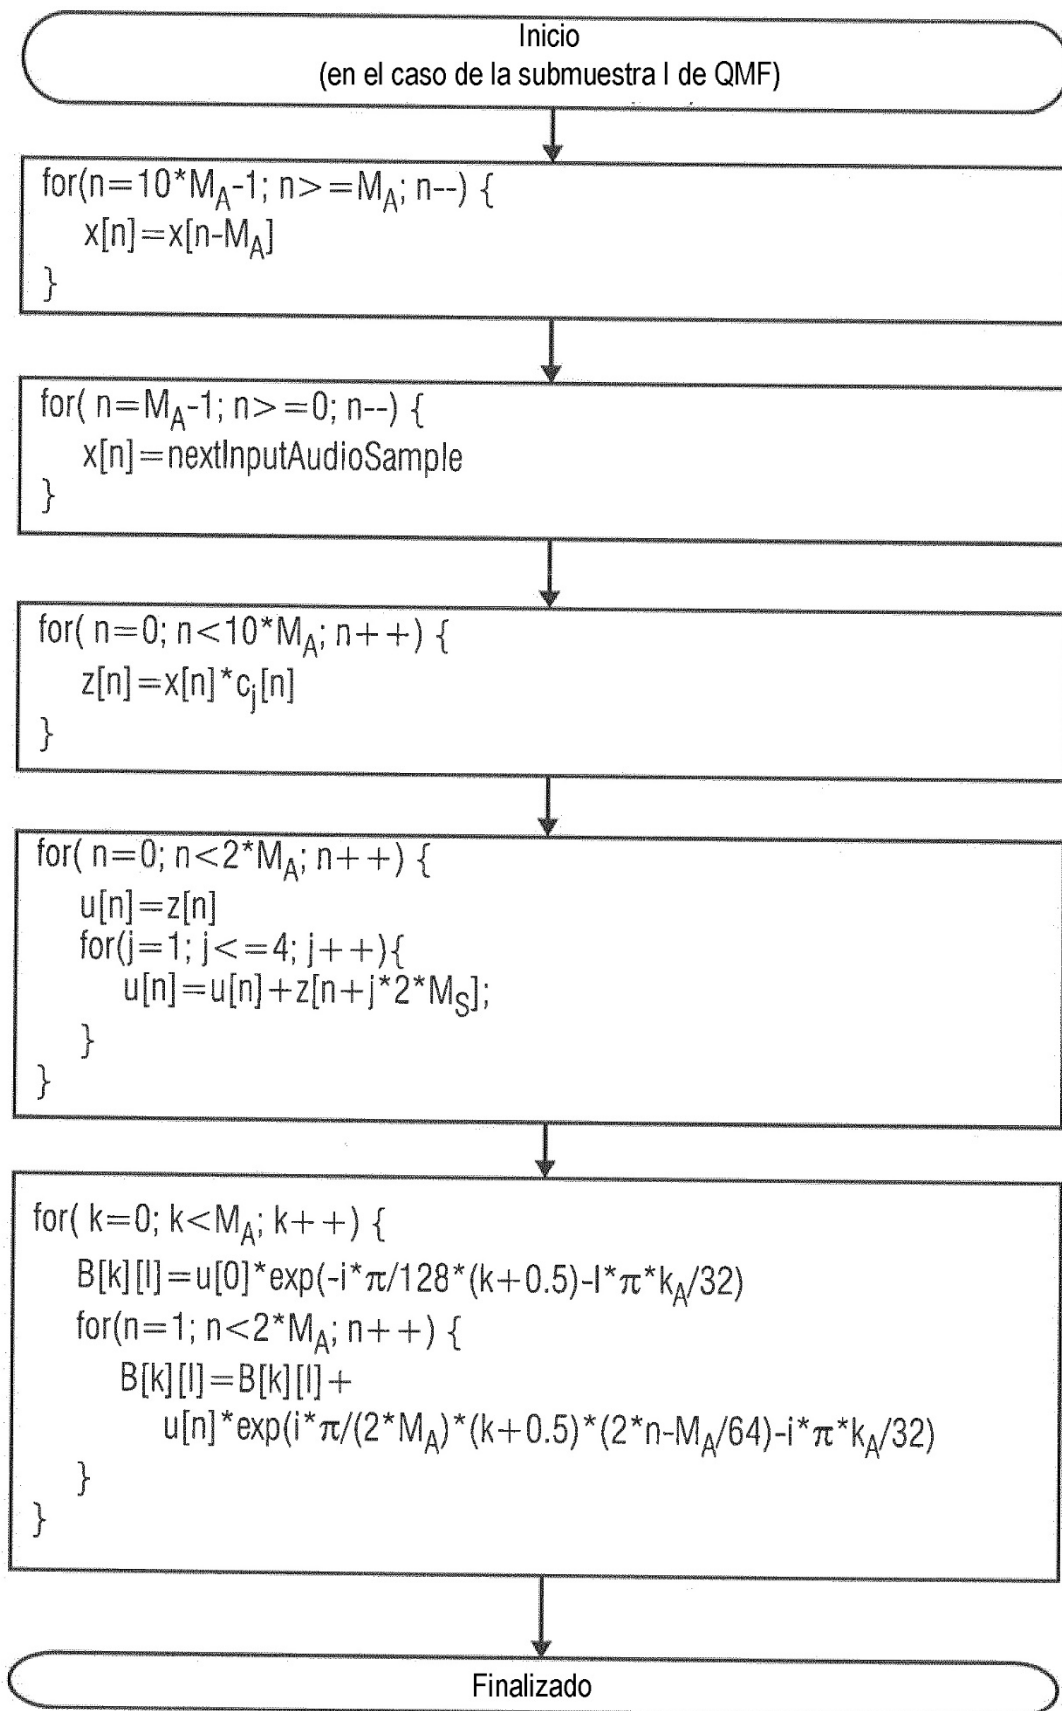 Inicio
(en el caso de la submuestra l de QMF)
for(n=10*M_A-1; n>=M_A; n--) {
x[n]=x[n-M_A]
}
for( n=M_A-1; n>=0; n--) {
x[n]=nextInputAudioSample
}
for( n=0; n<10*M_A; n++) {
z[n]=x[n]*c_j[n]
}
for( n=0; n<2*M_A; n++) {
u[n]=z[n]
for(j=1; j<=4; j++){
u[n]=u[n]+z[n+j*2*M_S];
}
}
for( k=0; k<M_A; k++) {
B[k][l]=u[0]*exp(-i*π/128*(k+0.5)-l*π*k_A/32)
for(n=1; n<2*M_A; n++) {
B[k][l]=B[k][l]+
u[n]*exp(i*π/(2*M_A)*(k+0.5)*(2*n-M_A/64)-i*π*k_A/32)
}
}
Finalizado